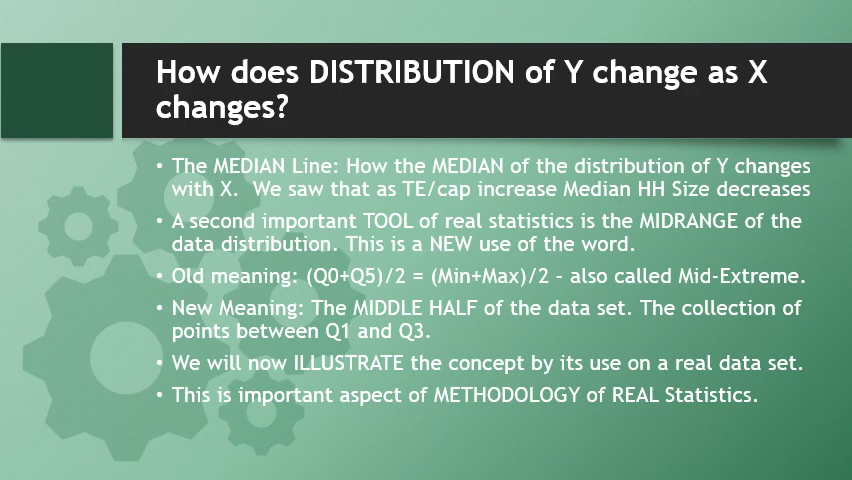 How does DISTRIBUTION of Y change as X
changes?
• The MEDIAN Line: How the MEDIAN of the distribution of Y changes
with X.  We saw that as TE/cap increase Median HH Size decreases
• A second important TOOL of real statistics is the MIDRANGE of the
data distribution. This is a NEW use of the word.
• Old meaning: (Q0+Q5)/2 = (Min+Max)/2 – also called Mid-Extreme.
• New Meaning: The MIDDLE HALF of the data set. The collection of
points between Q1 and Q3.
• We will now ILLUSTRATE the concept by its use on a real data set.
• This is important aspect of METHODOLOGY of REAL Statistics.